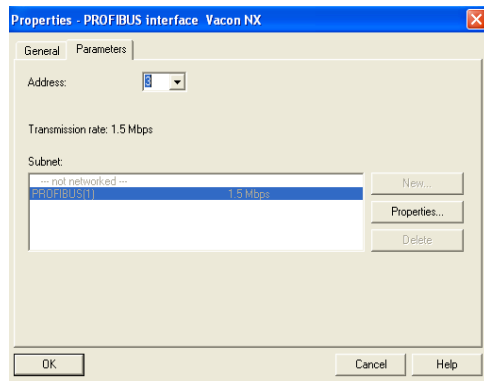 Properties - PROFIBUS interface Vacon NX
General Parameters
Address: 3
Transmission rate: 1.5 Mbps
Subnet:
--- not networked ---
PROFIBUS(1) 1.5 Mbps
New...
Properties...
Delete
OK Cancel Help